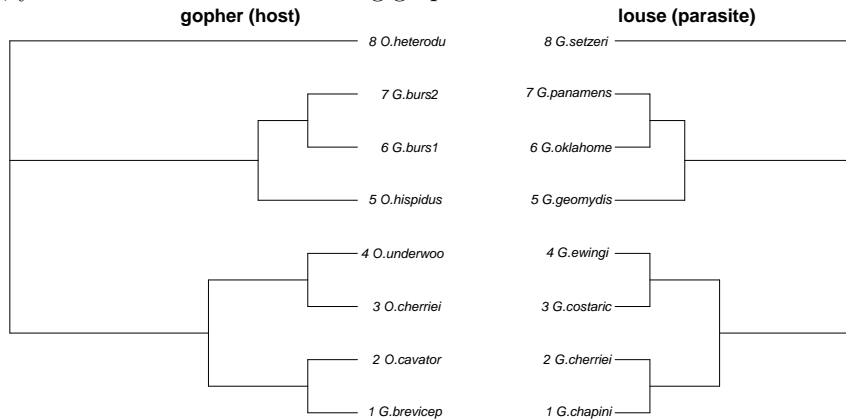 gopher (host) louse (parasite)
8 O.heterodu 8 G.setzeri
7 G.burs2 7 G.panamens
6 G.burs1 6 G.oklahome
5 O.hispidus 5 G.geomydis
4 O.underwoo 4 G.ewingi
3 O.cherriei 3 G.costaric
2 O.cavator 2 G.cherriei
1 G.brevicep 1 G.chapini